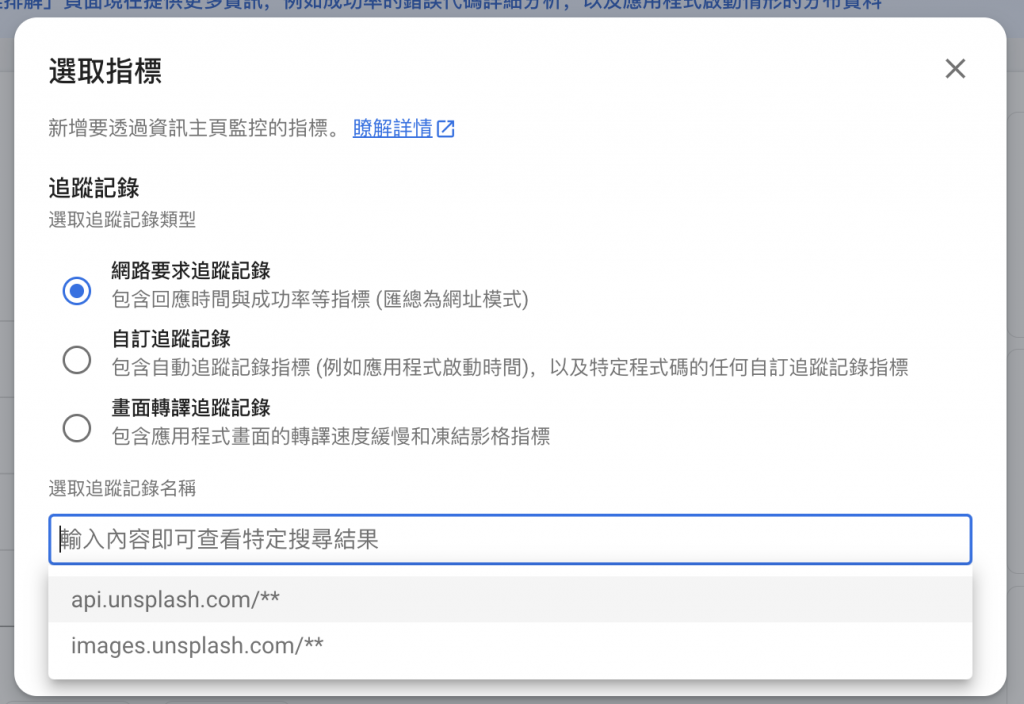 頁面現在提供更多資訊，例如成功率的錯誤代碼詳細分析，以及應用程式啟動情形的分布資料
選取指標
新增要透過資訊主頁監控的指標。 瞭解詳情
追蹤記錄
選取追蹤記錄類型
網路要求追蹤記錄
包含回應時間與成功率等指標 (匯總為網址模式)
自訂追蹤記錄
包含自動追蹤記錄指標 (例如應用程式啟動時間)，以及特定程式碼的任何自訂追蹤記錄指標
畫面轉譯追蹤記錄
包含應用程式畫面的轉譯速度緩慢和凍結影格指標
選取追蹤記錄名稱
輸入內容即可查看特定搜尋結果
api.unsplash.com/**
images.unsplash.com/**